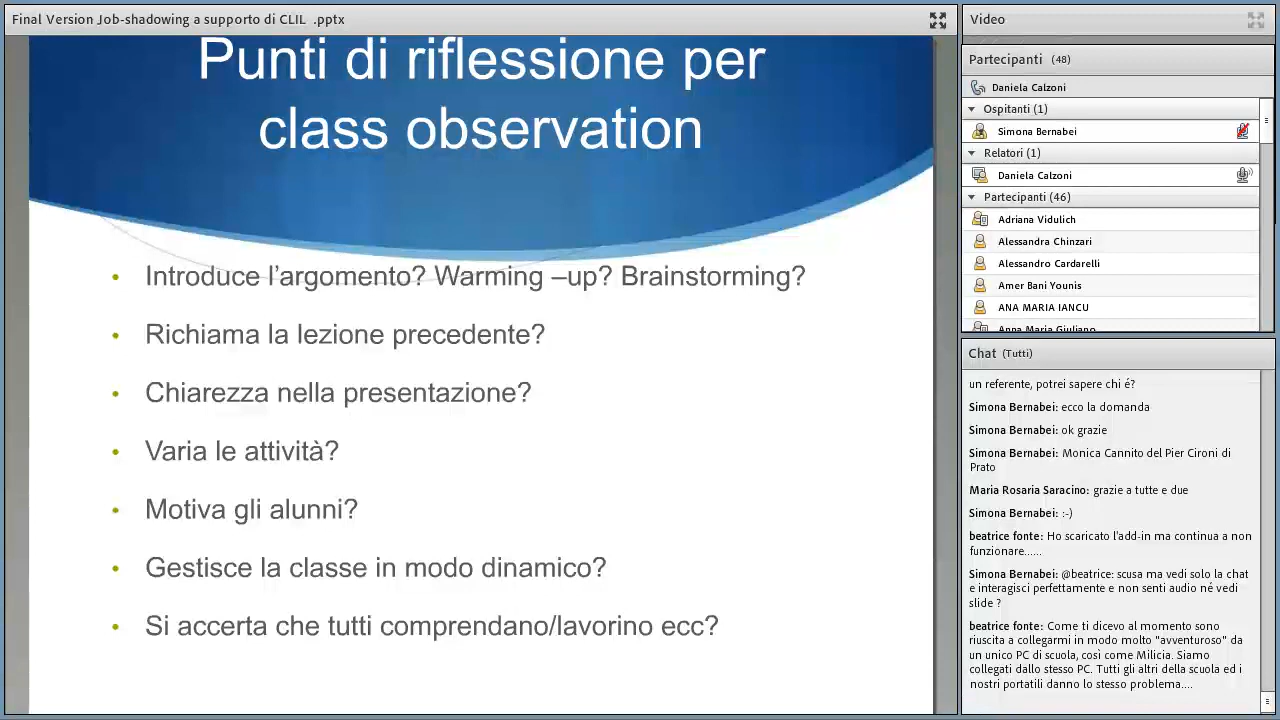 Final Version Job-shadowing a supporto di CLIL .pptx
Punti di riflessione per
class observation
• Introduce l’argomento? Warming –up? Brainstorming?
• Richiama la lezione precedente?
• Chiarezza nella presentazione?
• Varia le attività?
• Motiva gli alunni?
• Gestisce la classe in modo dinamico?
• Si accerta che tutti comprendano/lavorino ecc?
Video
Partecipanti (48)
Daniela Calzoni
Ospitanti (1)
Simona Bernabei
Relatori (1)
Daniela Calzoni
Partecipanti (46)
Adriana Vidulich
Alessandra Chinzari
Alessandro Cardarelli
Amer Bani Younis
ANA MARIA IANCU
Anna Maria Giuliano
Chat (Tutti)
un referente, potrei sapere chi é?
Simona Bernabei: ecco la domanda
Simona Bernabei: ok grazie
Simona Bernabei: Monica Cannito del Pier Cironi di
Prato
Maria Rosaria Saracino: grazie a tutte e due
Simona Bernabei: :-)
beatrice fonte: Ho scaricato l'add-in ma continua a non
funzionare......
Simona Bernabei: @beatrice: scusa ma vedi solo la chat
e interagisci perfettamente e non senti audio né vedi
slide ?
beatrice fonte: Come ti dicevo al momento sono
riuscita a collegarmi in modo molto "avventuroso" da
un unico PC di scuola, così come Milicia. Siamo
collegati dallo stesso PC. Tutti gli altri della scuola ed i
nostri portatili danno lo stesso problema....